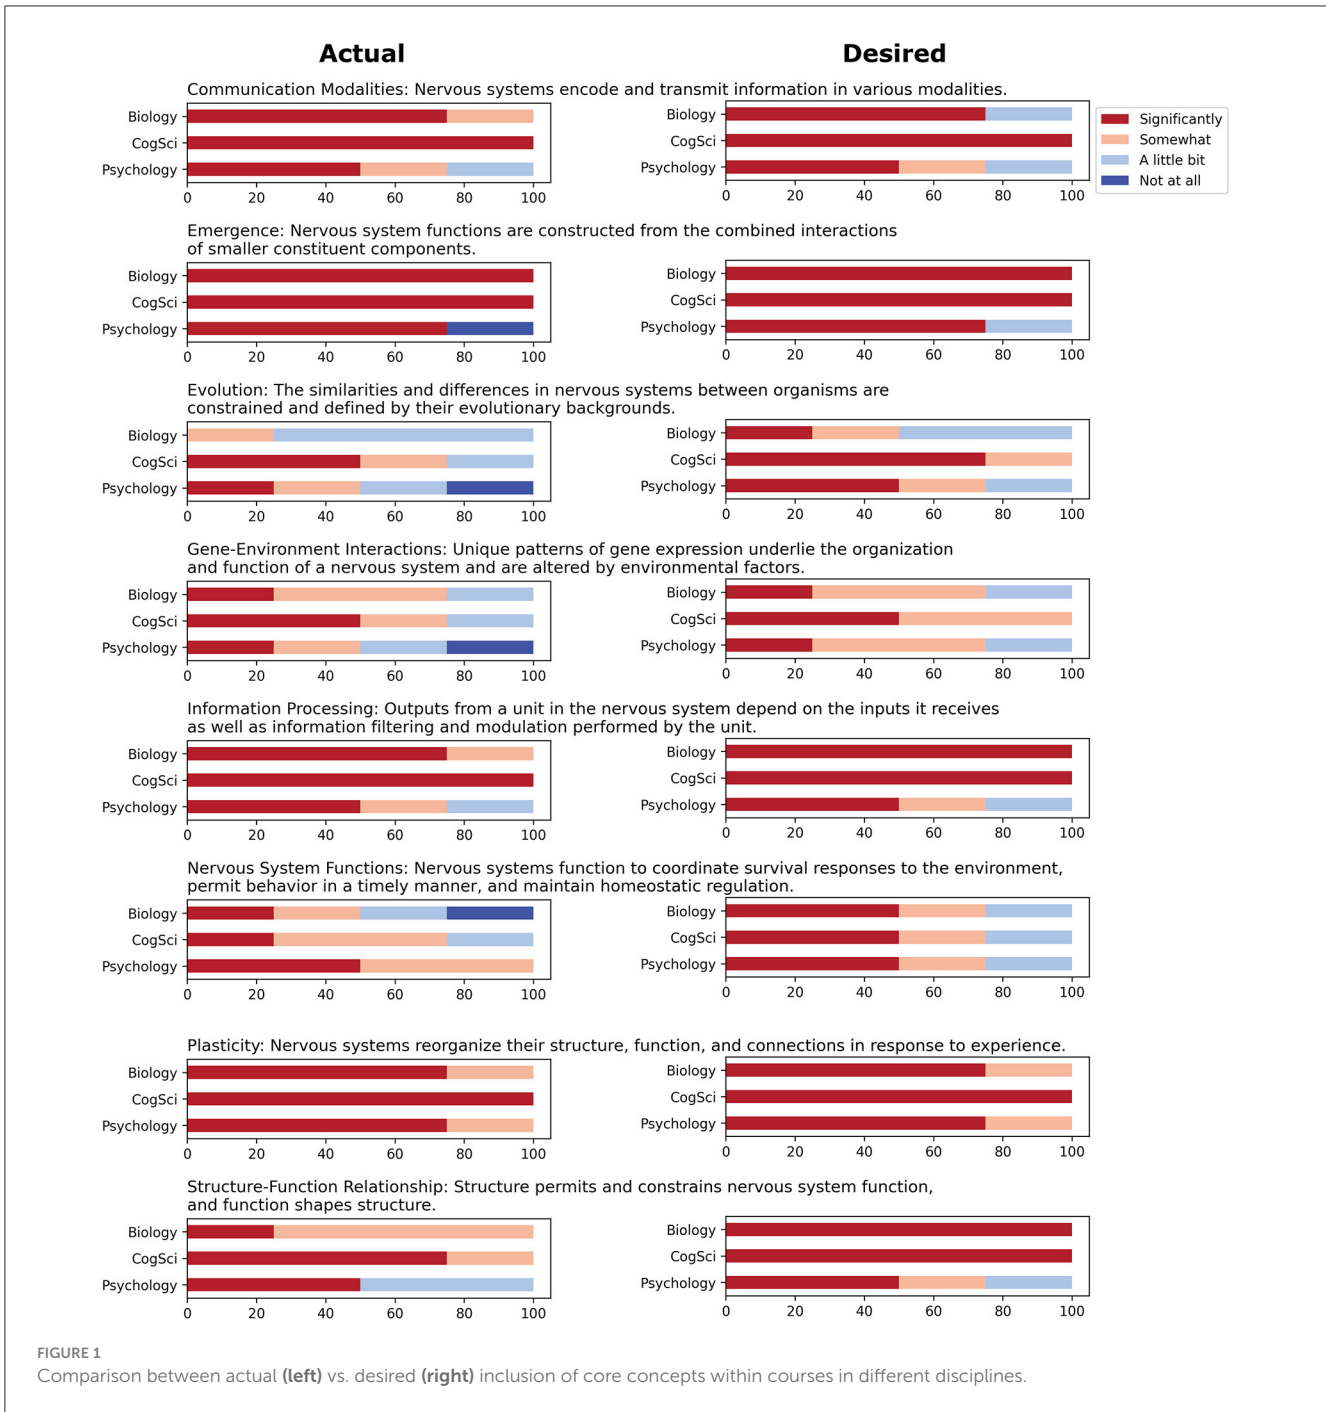 Actual
Desired
Communication Modalities: Nervous systems encode and transmit information in various modalities.
Biology
CogSci
Psychology
0 20 40 60 80 100
Biology
CogSci
Psychology
0 20 40 60 80 100
Significantly
Somewhat
A little bit
Not at all
Emergence: Nervous system functions are constructed from the combined interactions
of smaller constituent components.
Biology
CogSci
Psychology
0 20 40 60 80 100
Biology
CogSci
Psychology
0 20 40 60 80 100
Evolution: The similarities and differences in nervous systems between organisms are
constrained and defined by their evolutionary backgrounds.
Biology
CogSci
Psychology
0 20 40 60 80 100
Biology
CogSci
Psychology
0 20 40 60 80 100
Gene-Environment Interactions: Unique patterns of gene expression underlie the organization
and function of a nervous system and are altered by environmental factors.
Biology
CogSci
Psychology
0 20 40 60 80 100
Biology
CogSci
Psychology
0 20 40 60 80 100
Information Processing: Outputs from a unit in the nervous system depend on the inputs it receives
as well as information filtering and modulation performed by the unit.
Biology
CogSci
Psychology
0 20 40 60 80 100
Biology
CogSci
Psychology
0 20 40 60 80 100
Nervous System Functions: Nervous systems function to coordinate survival responses to the environment,
permit behavior in a timely manner, and maintain homeostatic regulation.
Biology
CogSci
Psychology
0 20 40 60 80 100
Biology
CogSci
Psychology
0 20 40 60 80 100
Plasticity: Nervous systems reorganize their structure, function, and connections in response to experience.
Biology
CogSci
Psychology
0 20 40 60 80 100
Biology
CogSci
Psychology
0 20 40 60 80 100
Structure-Function Relationship: Structure permits and constrains nervous system function,
and function shapes structure.
Biology
CogSci
Psychology
0 20 40 60 80 100
Biology
CogSci
Psychology
0 20 40 60 80 100
FIGURE 1
Comparison between actual (left) vs. desired (right) inclusion of core concepts within courses in different disciplines.